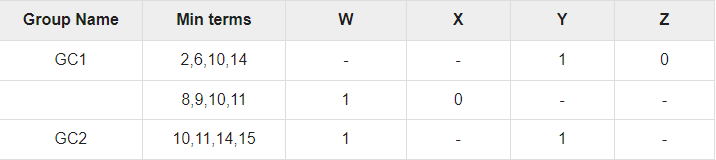 Group Name Min terms W X Y Z
GC1 2,6,10,14 - - 1 0
8,9,10,11 1 0 - -
GC2 10,11,14,15 1 - 1 -